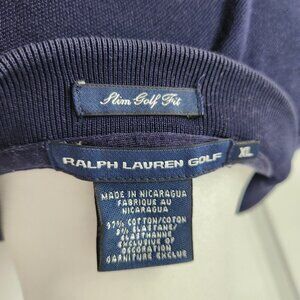 Slim Golf Fit
RALPH LAUREN GOLF
XL
MADE IN NICARAGUA
FABRIQUE AU
NICARAGUA
97% COTTON/COTON
3% ELASTANE/
ELASTHANNE
EXCLUSIVE OF
DECORATION
GARNITURE EXCLUE